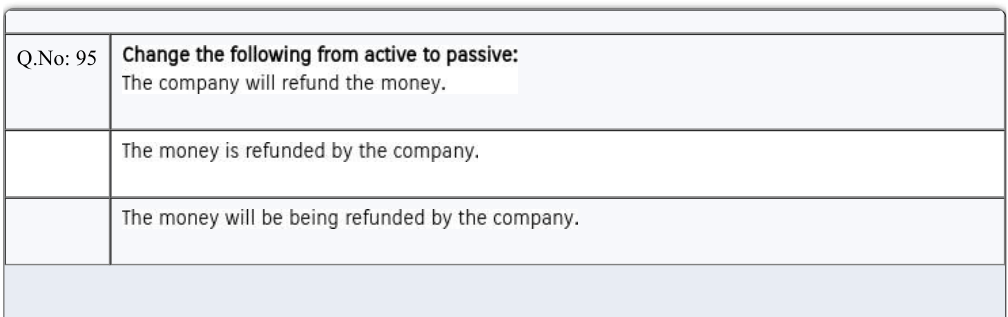 Q.No: 95
Change the following from active to passive:
The company will refund the money.
The money is refunded by the company.
The money will be being refunded by the company.